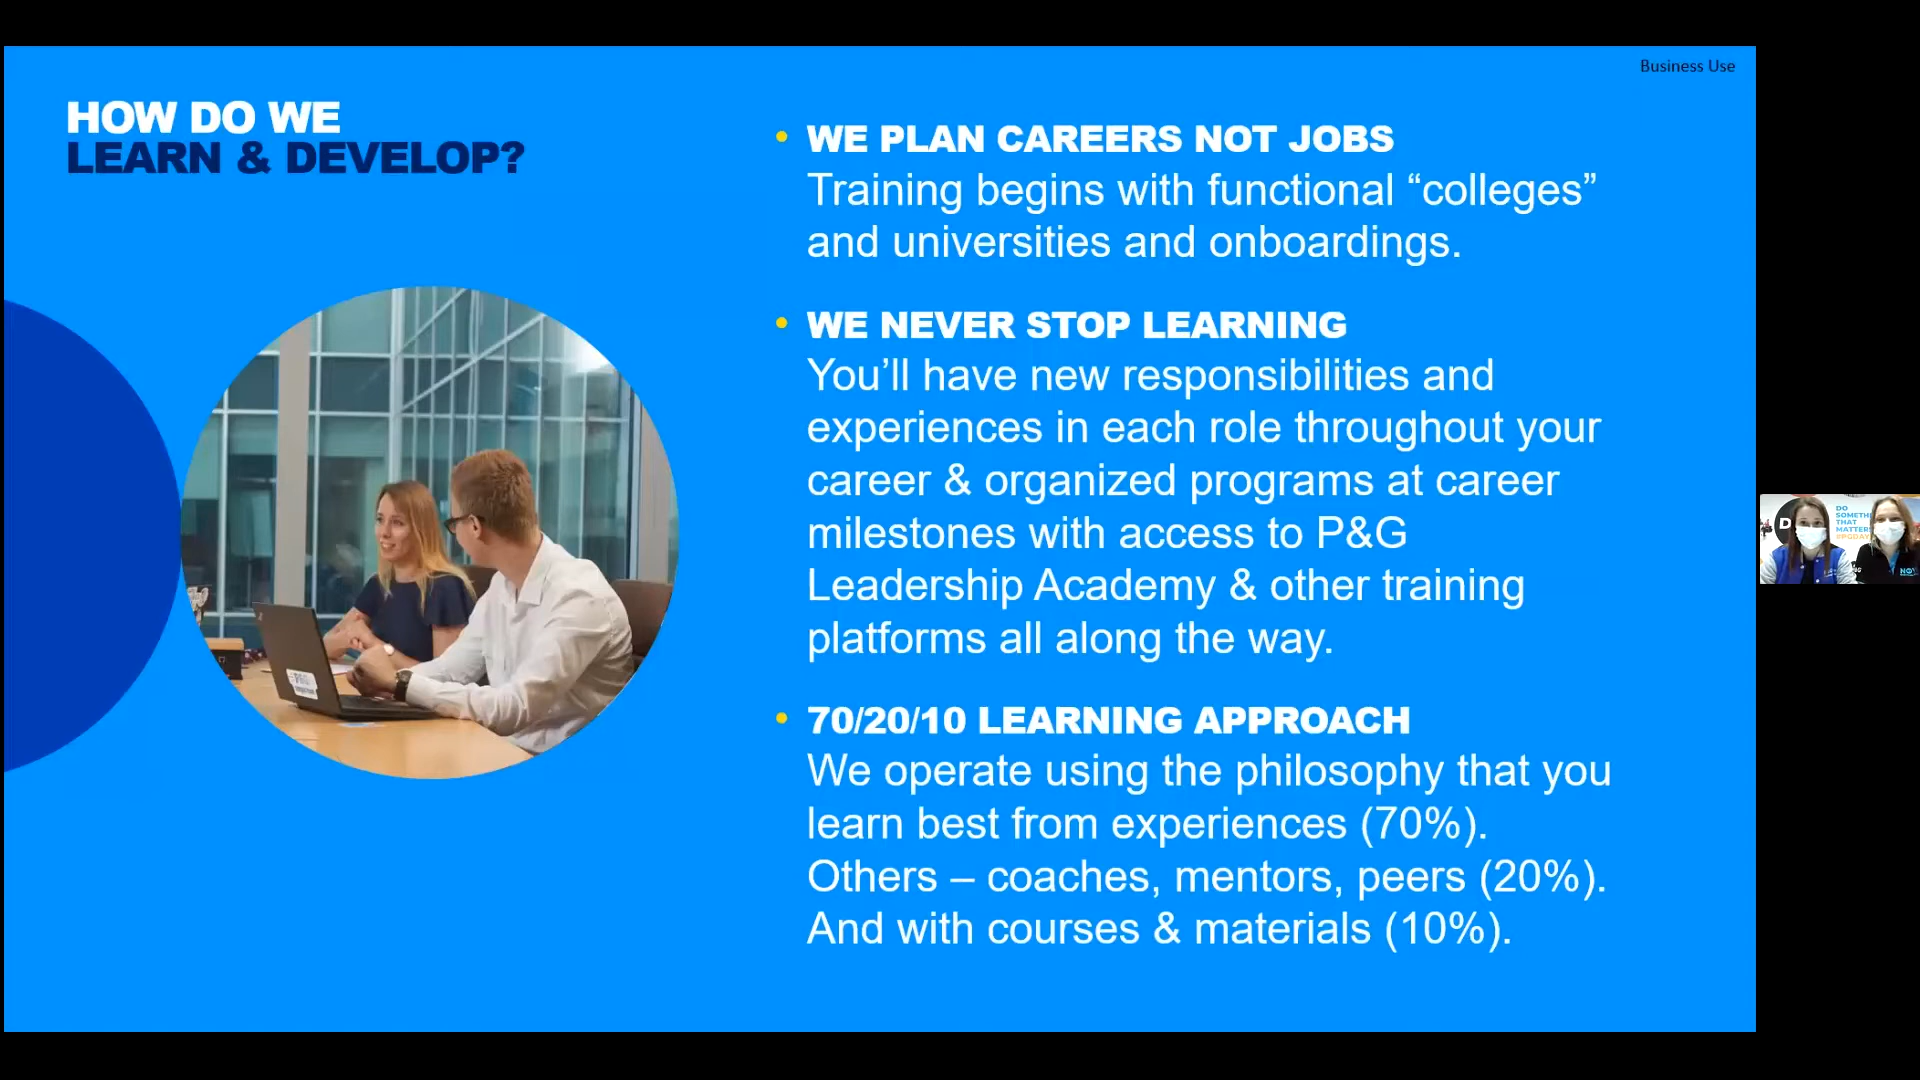 Business Use
HOW DO WE
LEARN & DEVELOP?
• WE PLAN CAREERS NOT JOBS
Training begins with functional “colleges”
and universities and onboardings.
• WE NEVER STOP LEARNING
You’ll have new responsibilities and
experiences in each role throughout your
career & organized programs at career
milestones with access to P&G
Leadership Academy & other training
platforms all along the way.
• 70/20/10 LEARNING APPROACH
We operate using the philosophy that you
learn best from experiences (70%).
Others – coaches, mentors, peers (20%).
And with courses & materials (10%).
DO
THAT